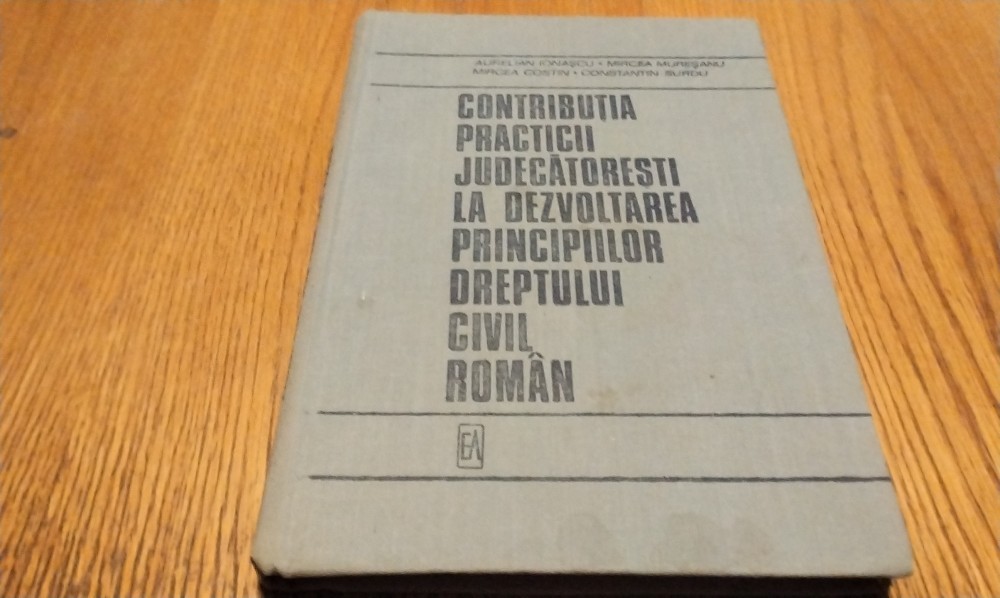 AURELIAN IONAȘCU • MIRCEA MUREȘANU
MIRCEA COSTIN • CONSTANTIN SURDU
CONTRIBUȚIA
PRACTICII
JUDECĂTOREȘTI
LA DEZVOLTAREA
PRINCIPIILOR
DREPTULUI
CIVIL
ROMÂN
EA